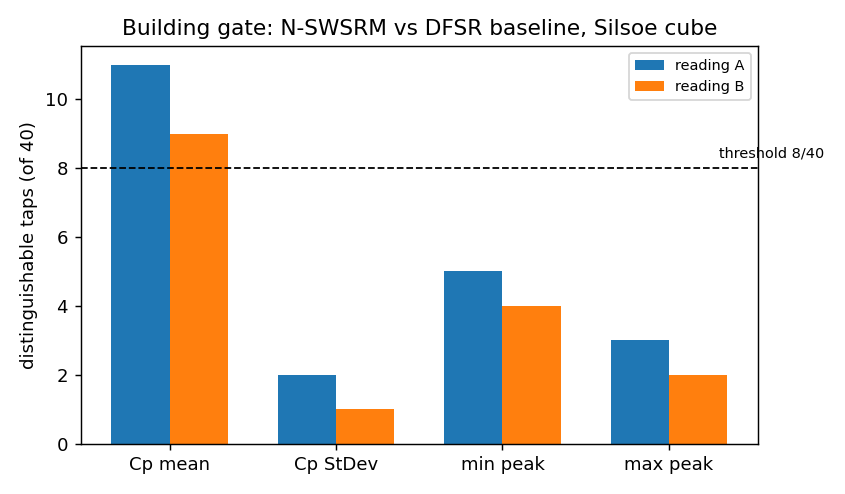 Building gate: N-SWSRM vs DFSR baseline, Silsoe cube
reading A
reading B
threshold 8/40
distinguishable taps (of 40)
10
8
6
4
2
0
Cp mean
Cp StDev
min peak
max peak